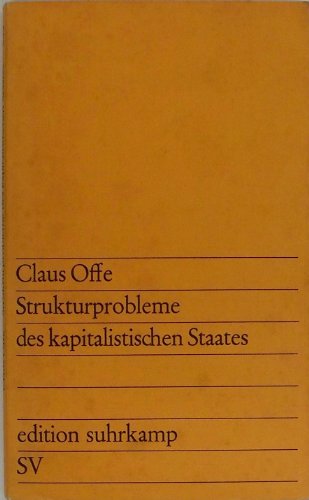 Claus Offe
Strukturprobleme
des kapitalistischen Staates
edition suhrkamp
SV